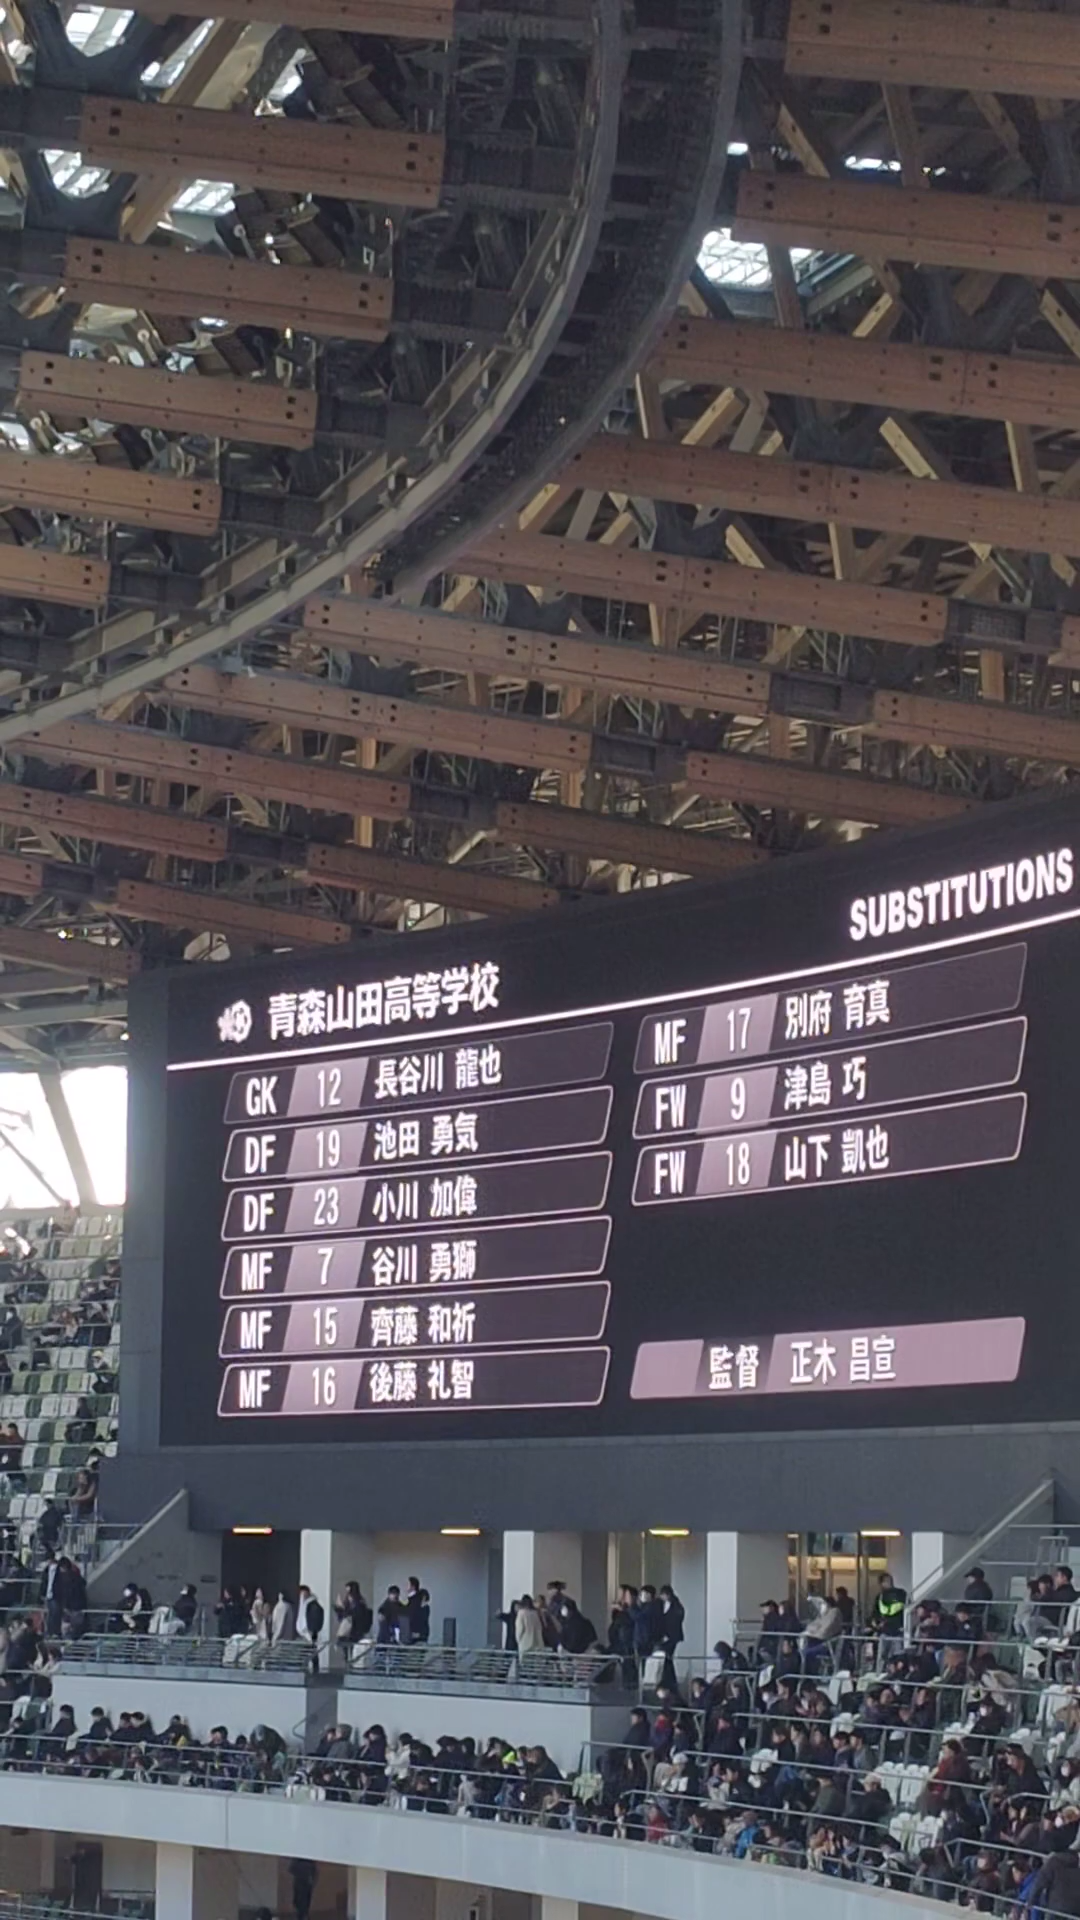 SUBSTITUTIONS
青森山田高等学校
GK 12 長谷川 龍也
DF 19 池田 勇気
DF 23 小川 加偉
MF 7 谷川 勇獅
MF 15 齊藤 和祈
MF 16 後藤 礼智
MF 17 別府 育真
FW 9 津島 巧
FW 18 山下 凱也
監督 正木 昌宣